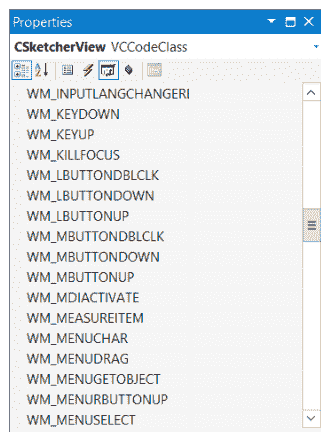 Properties
CSketcherView VCCodeClass
WM_INPUTLANGCHANGERI
WM_KEYDOWN
WM_KEYUP
WM_KILLFOCUS
WM_LBUTTONDBLCLK
WM_LBUTTONDOWN
WM_LBUTTONUP
WM_MBUTTONDBLCLK
WM_MBUTTONDOWN
WM_MBUTTONUP
WM_MDIACTIVATE
WM_MEASUREITEM
WM_MENUCHAR
WM_MENUDRAG
WM_MENUGETOBJECT
WM_MENURBUTTONUP
WM_MENUSELECT